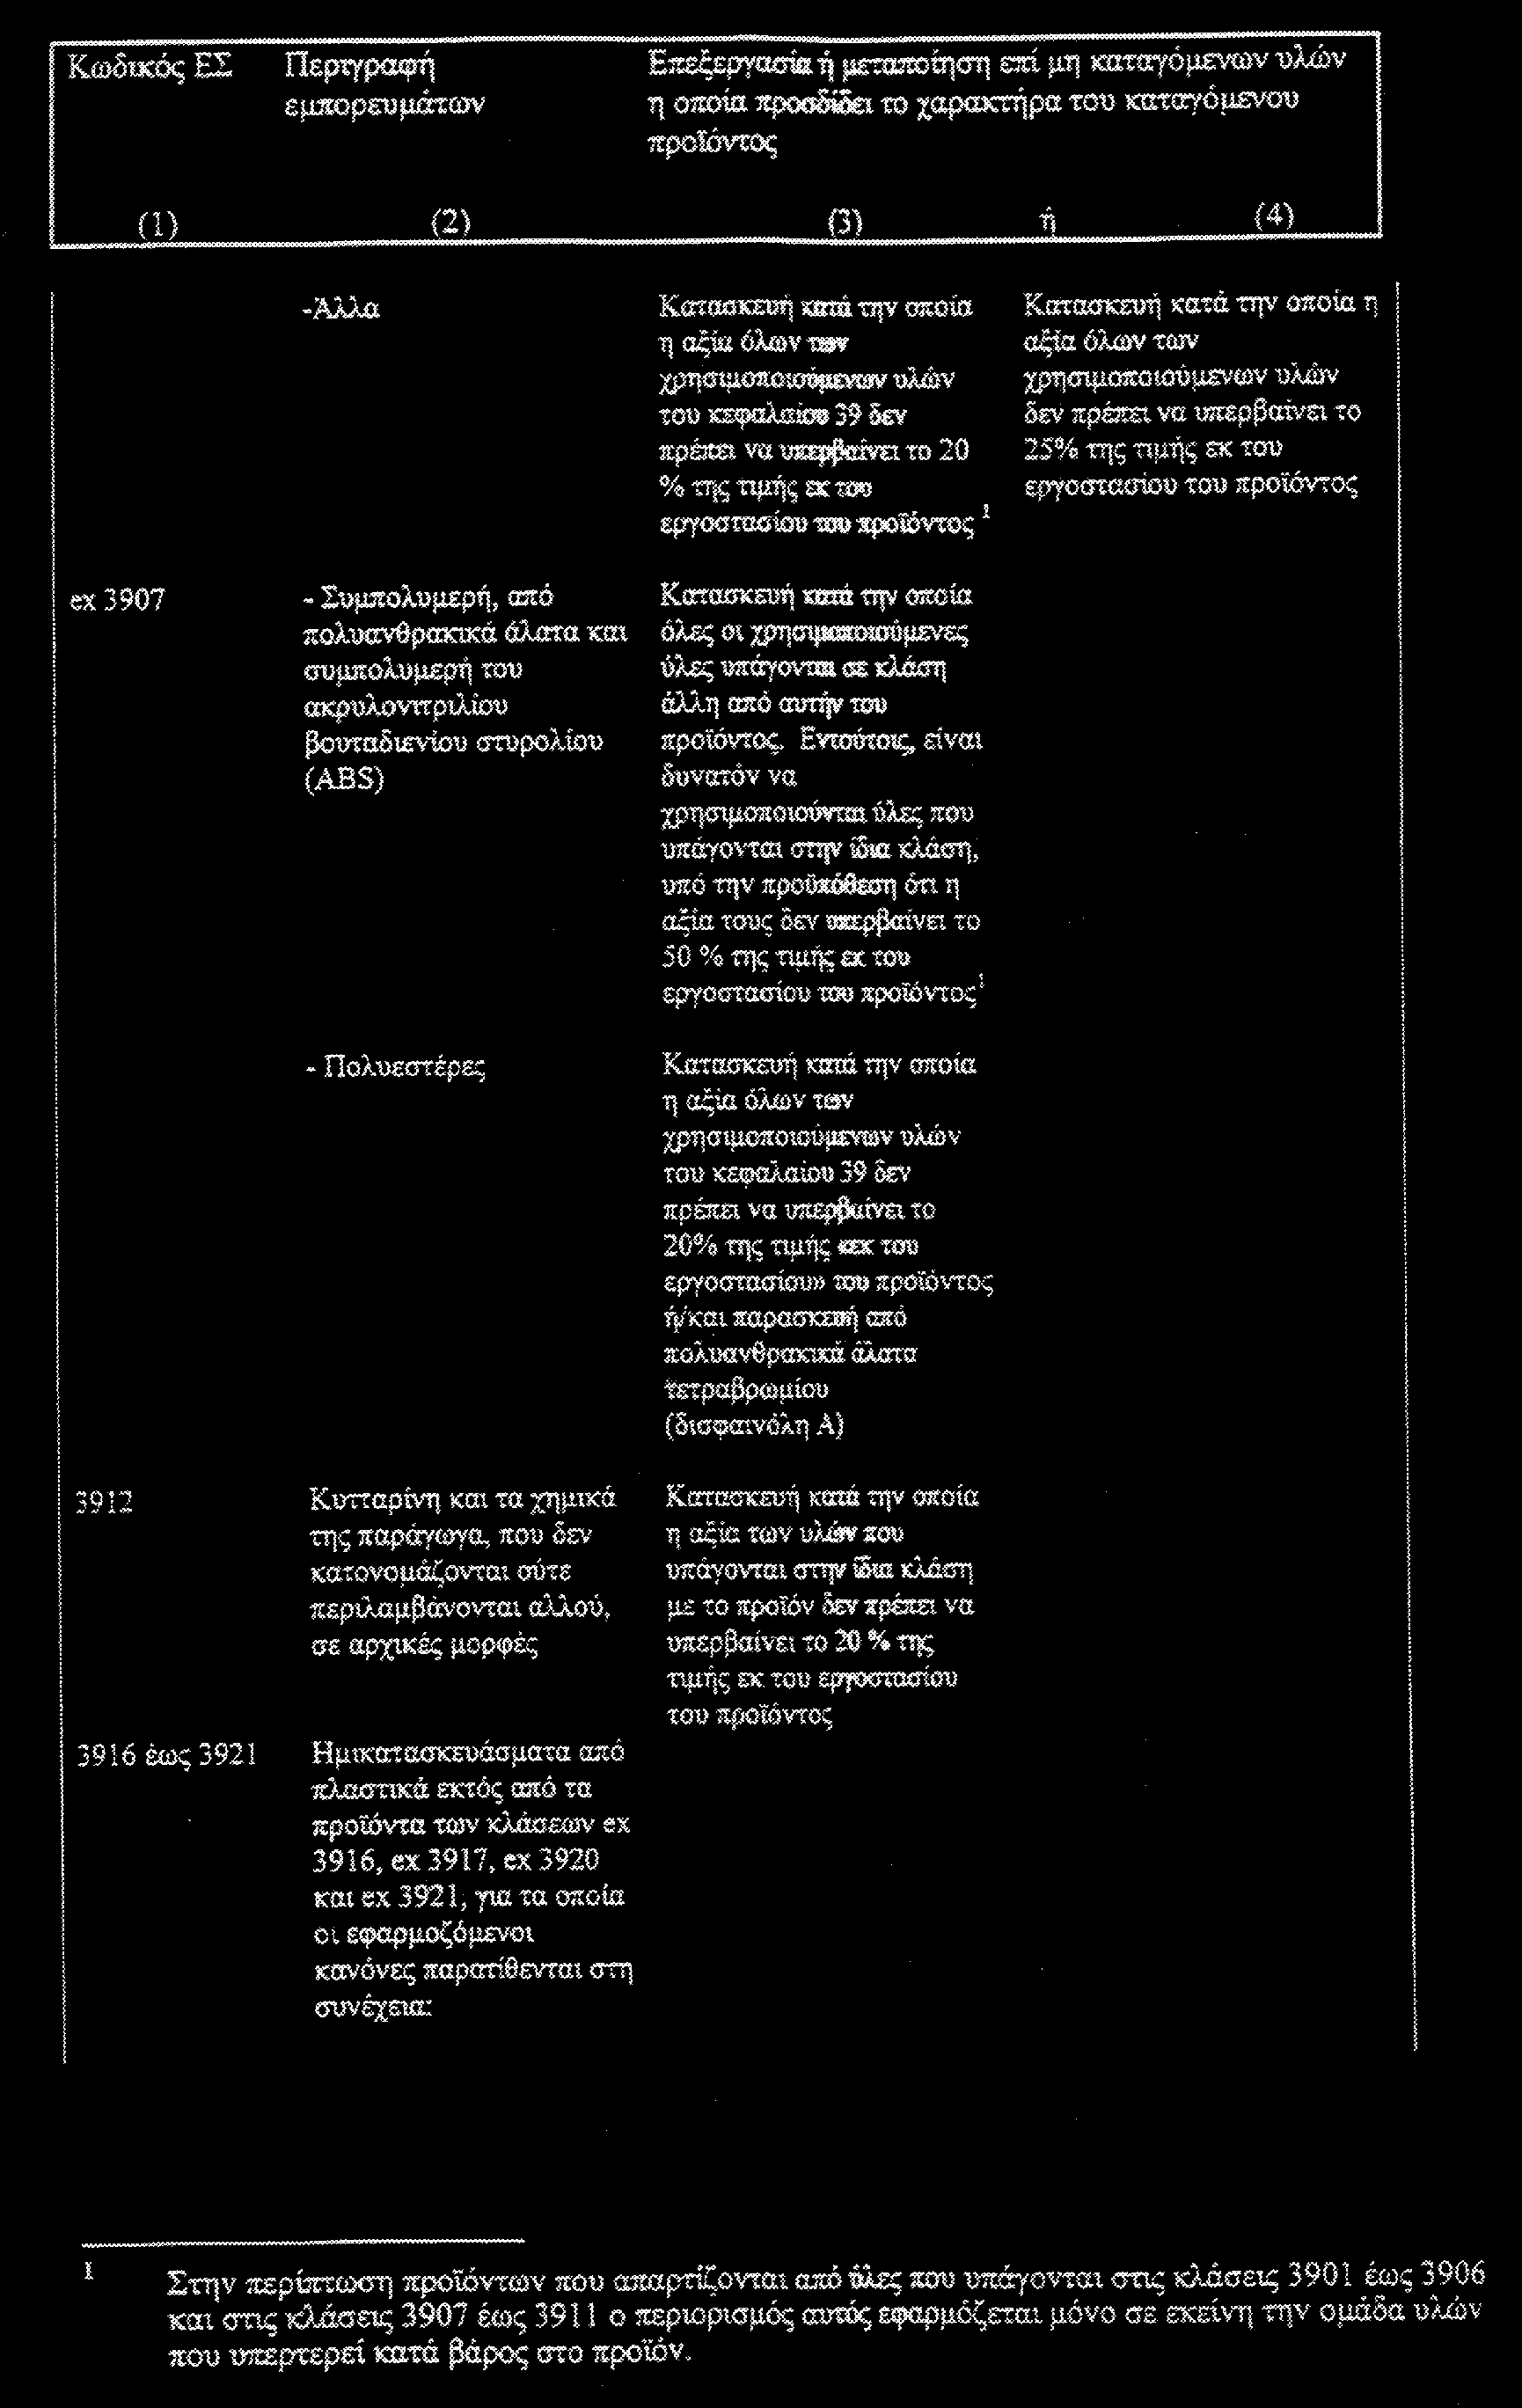 Κωδικός ΕΣ
Περιγραφή
εμπορευμάτων
Επεξεργασία ή μεταποίηση επί μη καταγόμενων υλών
η οποία προσδίδει το χαρακτήρα του καταγόμενου
προϊόντος
(1) (2) (3) ή (4)
-Άλλα
Κατασκευή κατά την οποία
η αξία όλων των
χρησιμοποιούμενων υλών
του κεφαλαίου 39 δεν
πρέπει να υπερβαίνει το 20
% της τιμής εκ του
εργοστασίου του προϊόντος ¹
Κατασκευή κατά την οποία η
αξία όλων των
χρησιμοποιούμενων υλών
δεν πρέπει να υπερβαίνει το
25% της τιμής εκ του
εργοστασίου του προϊόντος
ex 3907
- Συμπολυμερή, από
πολυανθρακικά άλατα και
συμπολυμερή του
ακρυλονιτριλίου
βουταδιενίου στυρολίου
(ABS)
Κατασκευή κατά την οποία
όλες οι χρησιμοποιούμενες
ύλες υπάγονται σε κλάση
άλλη από αυτήν του
προϊόντος. Εντούτοις, είναι
δυνατόν να
χρησιμοποιούνται ύλες που
υπάγονται στην ίδια κλάση,
υπό την προϋπόθεση ότι η
αξία τους δεν υπερβαίνει το
50 % της τιμής εκ του
εργοστασίου του προϊόντος¹
- Πολυεστέρες
Κατασκευή κατά την οποία
η αξία όλων των
χρησιμοποιούμενων υλών
του κεφαλαίου 39 δεν
πρέπει να υπερβαίνει το
20% της τιμής «εκ του
εργοστασίου» του προϊόντος
ή/και παρασκευή από
πολυανθρακικά άλατα
τετραβρωμίου
(δισφαινόλη Α)
3912
Κυτταρίνη και τα χημικά
της παράγωγα, που δεν
κατονομάζονται ούτε
περιλαμβάνονται αλλού,
σε αρχικές μορφές
Κατασκευή κατά την οποία
η αξία των υλών που
υπάγονται στην ίδια κλάση
με το προϊόν δεν πρέπει να
υπερβαίνει το 20 % της
τιμής εκ του εργοστασίου
του προϊόντος
3916 έως 3921
Ημικατασκευάσματα από
πλαστικά εκτός από τα
προϊόντα των κλάσεων ex
3916, ex 3917, ex 3920
και ex 3921, για τα οποία
οι εφαρμοζόμενοι
κανόνες παρατίθενται στη
συνέχεια:
1 Στην περίπτωση προϊόντων που απαρτίζονται από ύλες που υπάγονται στις κλάσεις 3901 έως 3906
και στις κλάσεις 3907 έως 3911 ο περιορισμός αυτός εφαρμόζεται μόνο σε εκείνη την ομάδα υλών
που υπερτερεί κατά βάρος στο προϊόν.